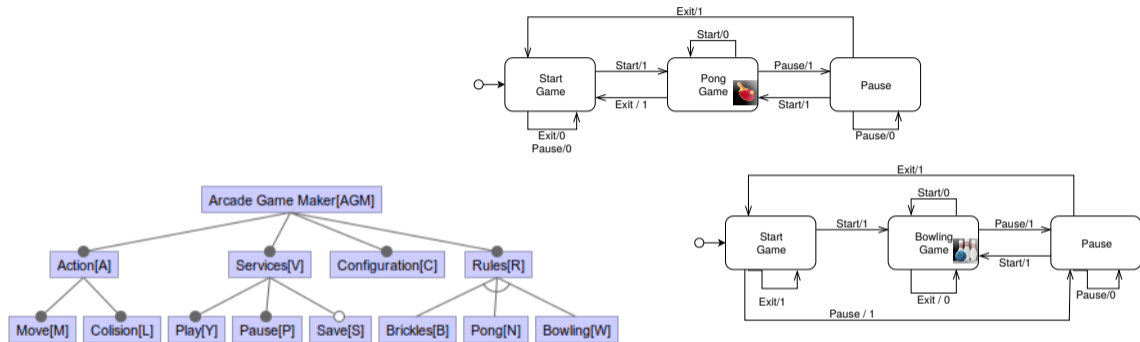 Exit/1
Start/0
Start
Game
Start/1
Pong
Game
Pause/1
Pause
Exit / 1
Start/1
Exit/0
Pause/0
Pause/0
Arcade Game Maker[AGM]
Action[A]
Services[V]
Configuration[C]
Rules[R]
Move[M]
Colision[L]
Play[Y]
Pause[P]
Save[S]
Brickles[B]
Pong[N]
Bowling[W]
Exit/1
Start/0
Start
Game
Start/1
Bowling
Game
Pause/1
Pause
Start/1
Exit/1
Exit / 0
Pause/0
Pause / 1